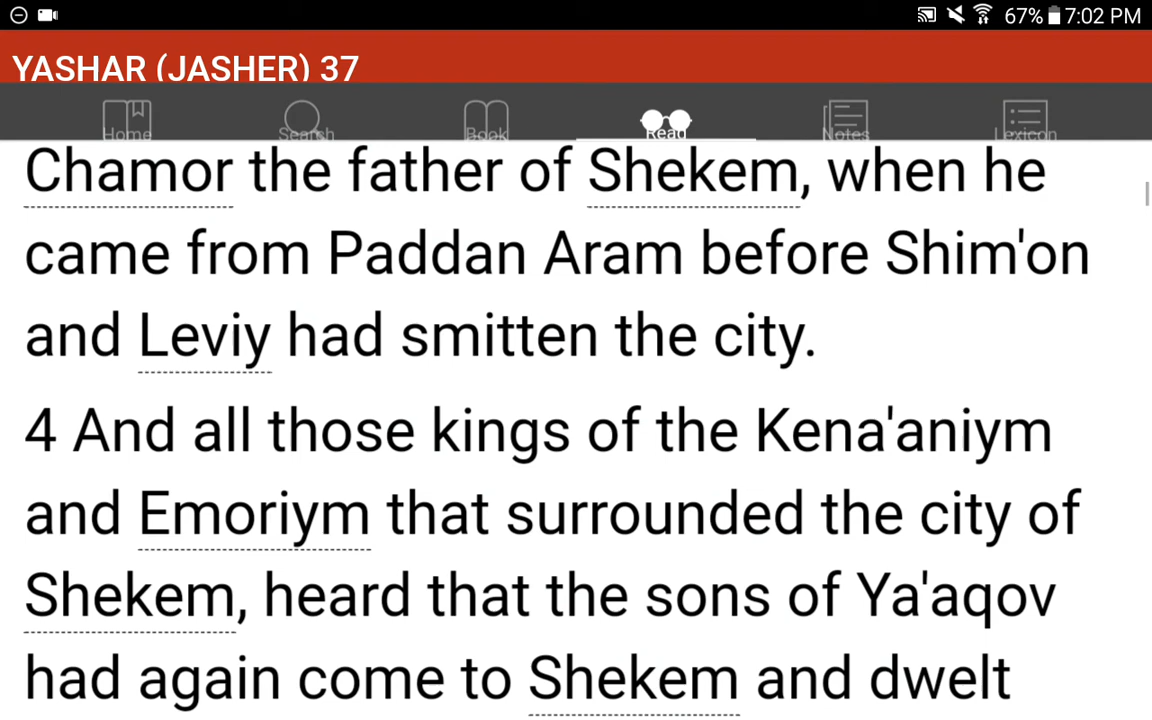 67% 7:02 PM
YASHAR (JASHER) 37
Home Search Book Read Notes Lexicon
Chamor the father of Shekem, when he
came from Paddan Aram before Shim'on
and Leviy had smitten the city.
4 And all those kings of the Kena'aniym
and Emoriym that surrounded the city of
Shekem, heard that the sons of Ya'aqov
had again come to Shekem and dwelt